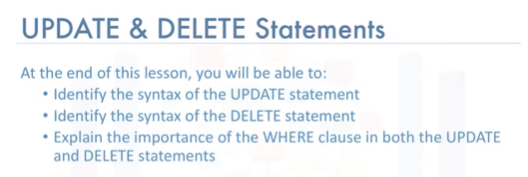 UPDATE & DELETE Statements
At the end of this lesson, you will be able to:
• Identify the syntax of the UPDATE statement
• Identify the syntax of the DELETE statement
• Explain the importance of the WHERE clause in both the UPDATE
and DELETE statements